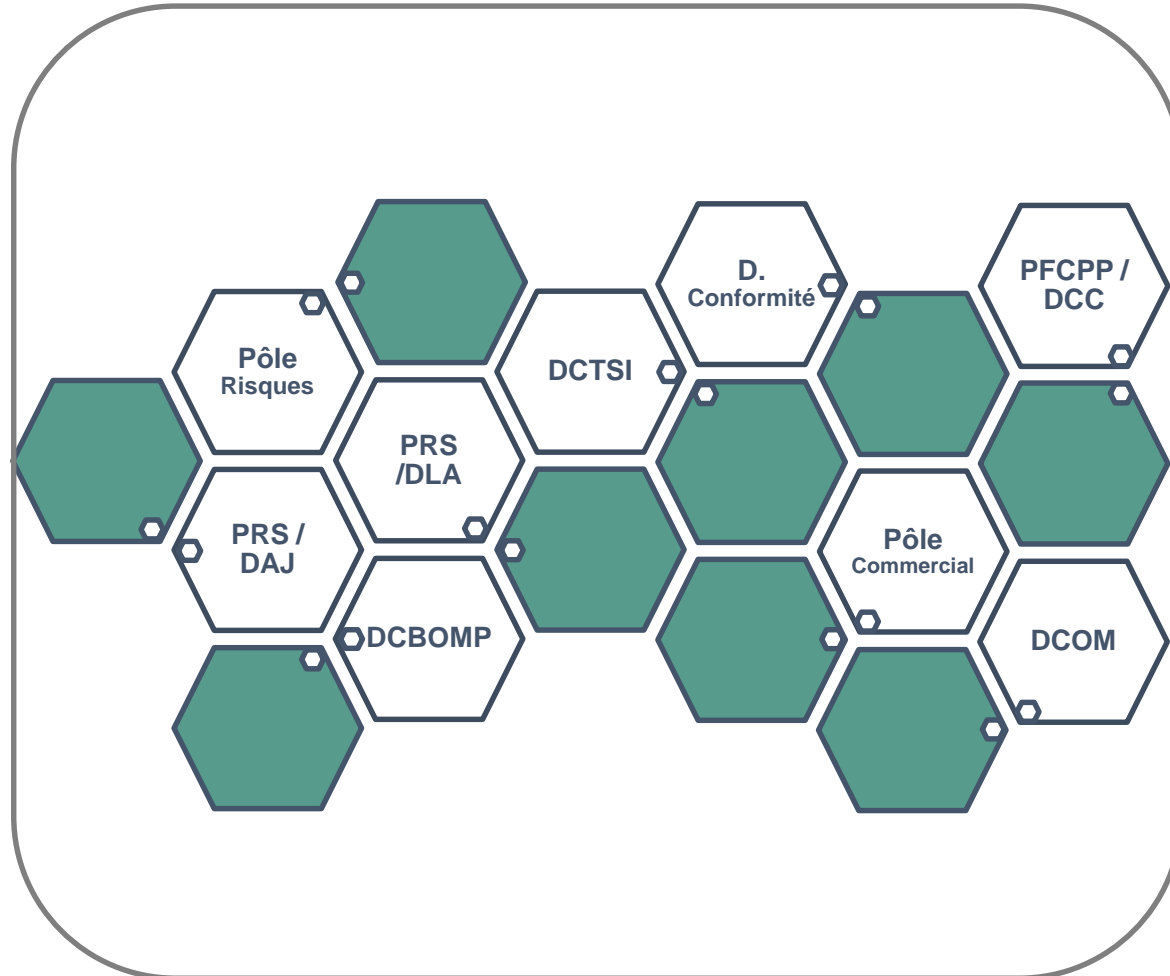 D.
Conformité
PFCPP /
DCC
Pôle
Risques
DCTSI
PRS
/DLA
PRS /
DAJ
Pôle
Commercial
DCBOMP
DCOM